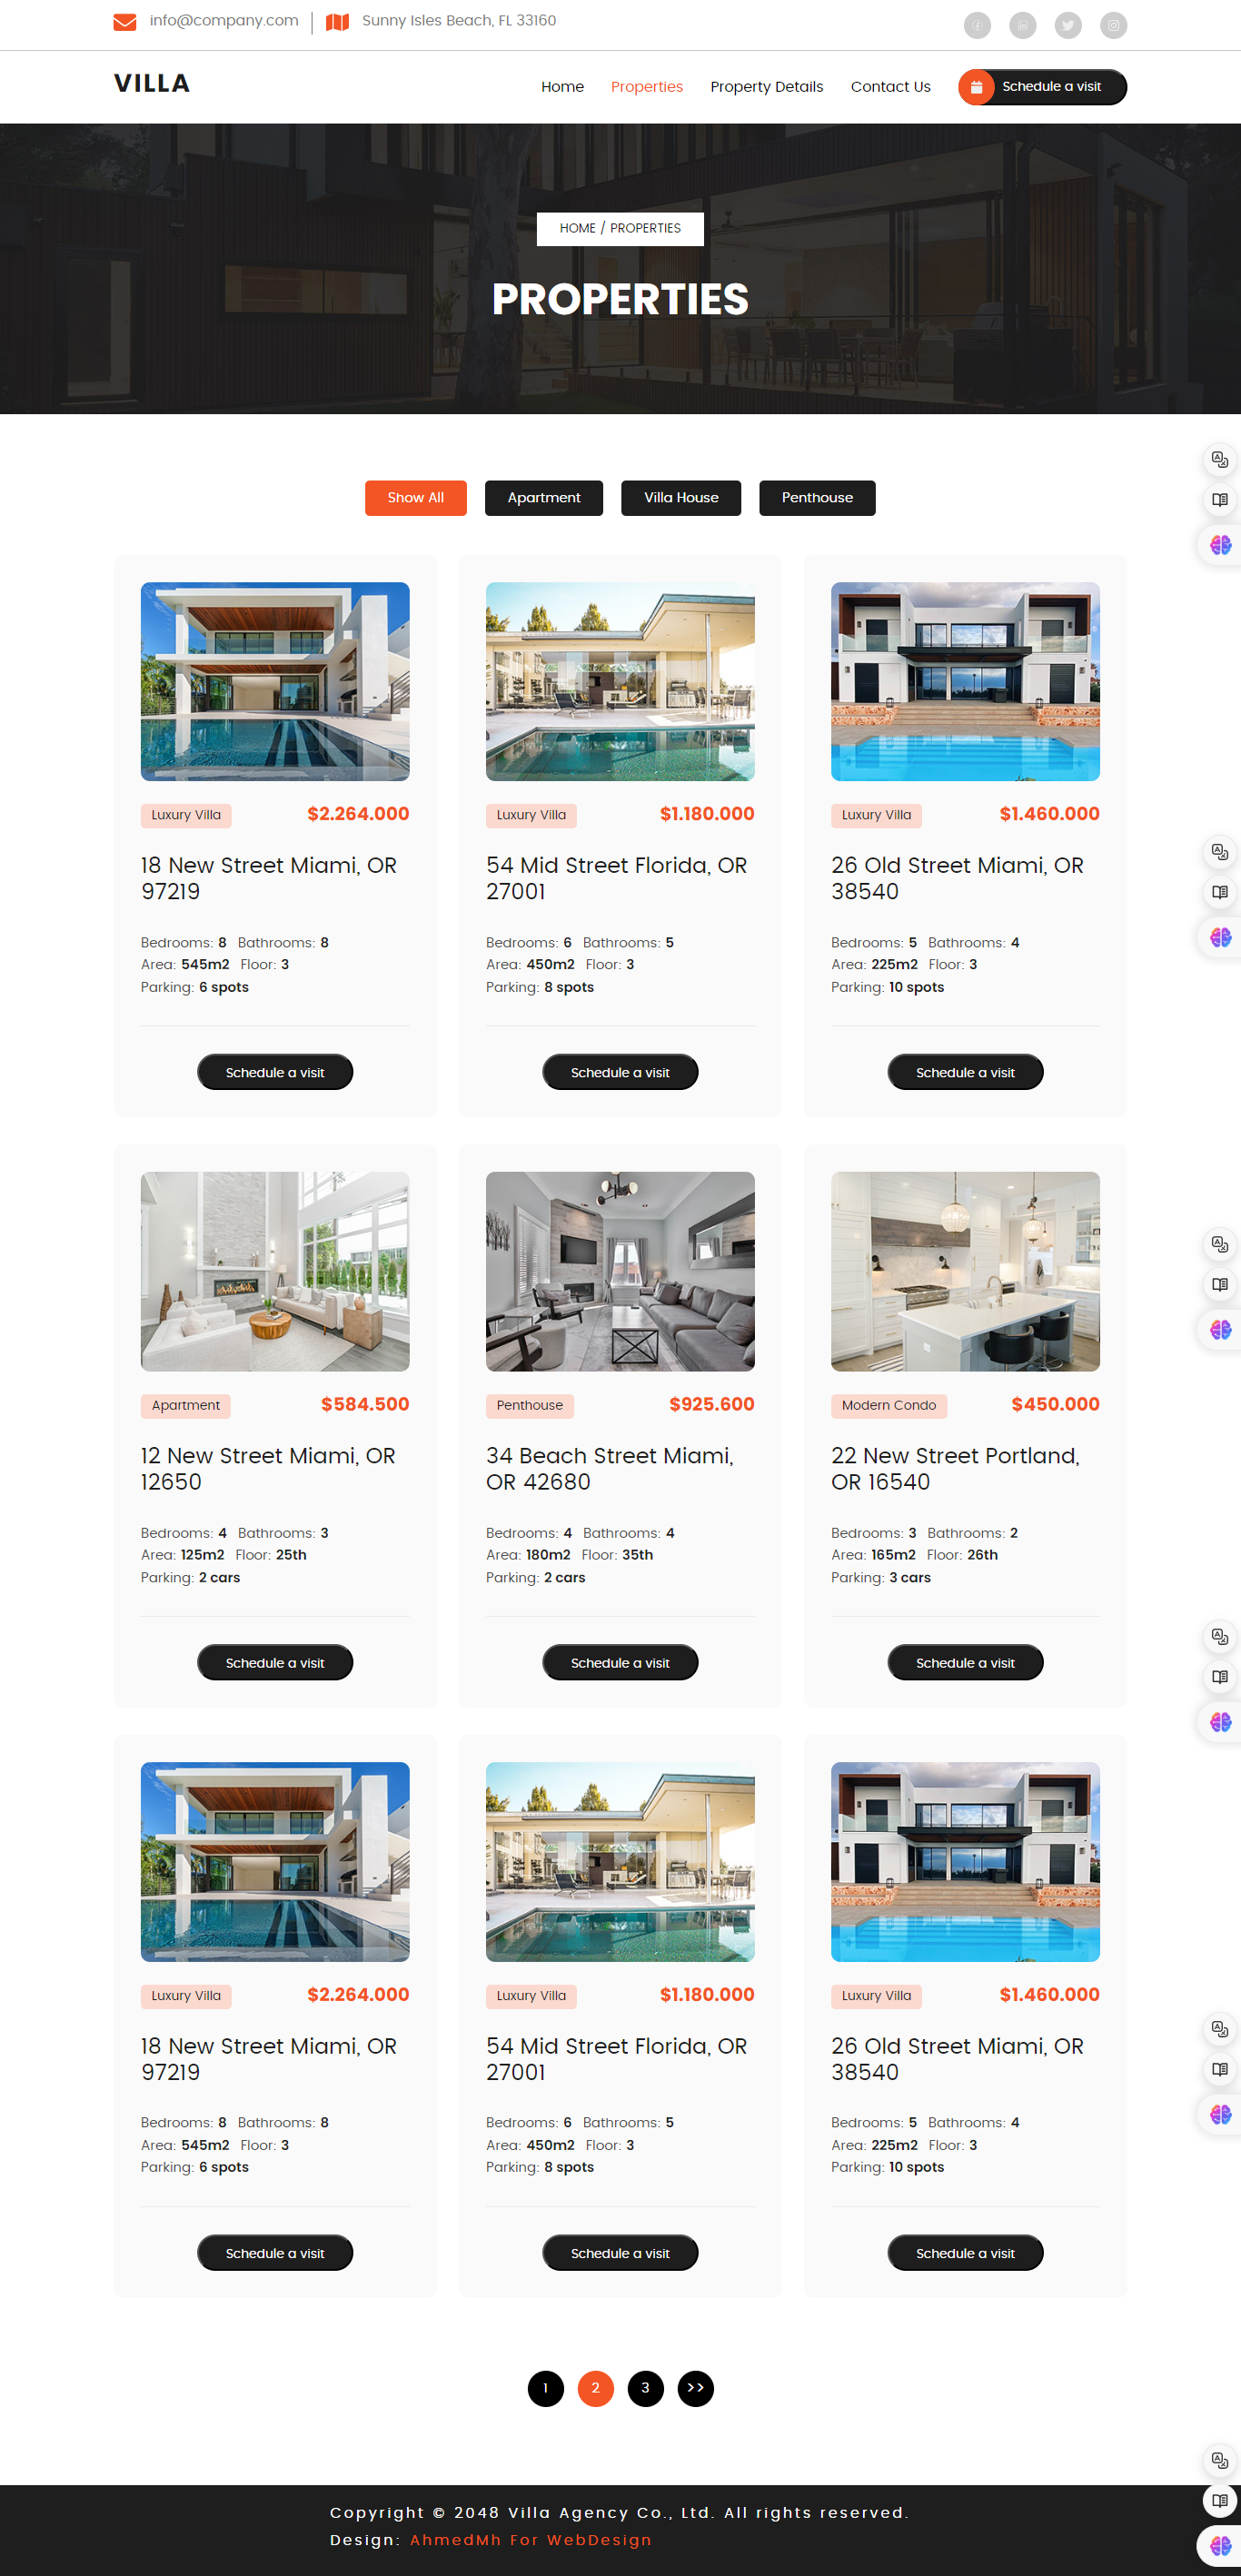 info@company.com
Sunny Isles Beach, FL 33160
VILLA
Home
Properties
Property Details
Contact Us
Schedule a visit
HOME / PROPERTIES
PROPERTIES
Show All
Apartment
Villa House
Penthouse
Luxury Villa
$2.264.000
18 New Street Miami, OR
97219
Bedrooms: 8 Bathrooms: 8
Area: 545m2 Floor: 3
Parking: 6 spots
Schedule a visit
Luxury Villa
$1.180.000
54 Mid Street Florida, OR
27001
Bedrooms: 6 Bathrooms: 5
Area: 450m2 Floor: 3
Parking: 8 spots
Schedule a visit
Luxury Villa
$1.460.000
26 Old Street Miami, OR
38540
Bedrooms: 5 Bathrooms: 4
Area: 225m2 Floor: 3
Parking: 10 spots
Schedule a visit
Apartment
$584.500
12 New Street Miami, OR
12650
Bedrooms: 4 Bathrooms: 3
Area: 125m2 Floor: 25th
Parking: 2 cars
Schedule a visit
Penthouse
$925.600
34 Beach Street Miami,
OR 42680
Bedrooms: 4 Bathrooms: 4
Area: 180m2 Floor: 35th
Parking: 2 cars
Schedule a visit
Modern Condo
$450.000
22 New Street Portland,
OR 16540
Bedrooms: 3 Bathrooms: 2
Area: 165m2 Floor: 26th
Parking: 3 cars
Schedule a visit
Luxury Villa
$2.264.000
18 New Street Miami, OR
97219
Bedrooms: 8 Bathrooms: 8
Area: 545m2 Floor: 3
Parking: 6 spots
Schedule a visit
Luxury Villa
$1.180.000
54 Mid Street Florida, OR
27001
Bedrooms: 6 Bathrooms: 5
Area: 450m2 Floor: 3
Parking: 8 spots
Schedule a visit
Luxury Villa
$1.460.000
26 Old Street Miami, OR
38540
Bedrooms: 5 Bathrooms: 4
Area: 225m2 Floor: 3
Parking: 10 spots
Schedule a visit
1
2
3
>>
Copyright © 2048 Villa Agency Co., Ltd. All rights reserved.
Design: AhmedMh For WebDesign